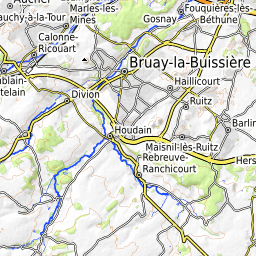 Marles-les-
Mines
Gosnay
Fouquières-lès-
Béthune
Calonne-
Ricouart
Bruay-la-Buissière
Haillicourt
Divion
Ruitz
Houdain
Maisnil-lès-Ruitz
Rebreuve-
Ranchicourt